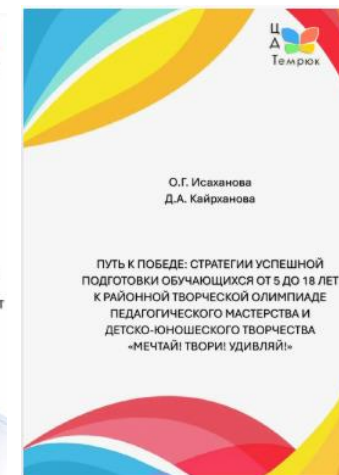 Ц
Д
Темрюк
О.Г. Исаханова
Д.А. Кайрханова
ПУТЬ К ПОБЕДЕ: СТРАТЕГИИ УСПЕШНОЙ
ПОДГОТОВКИ ОБУЧАЮЩИХСЯ ОТ 5 ДО 18 ЛЕТ
К РАЙОННОЙ ТВОРЧЕСКОЙ ОЛИМПИАДЕ
ПЕДАГОГИЧЕСКОГО МАСТЕРСТВА И
ДЕТСКО-ЮНОШЕСКОГО ТВОРЧЕСТВА
«МЕЧТАЙ! ТВОРИ! УДИВЛЯЙ!»